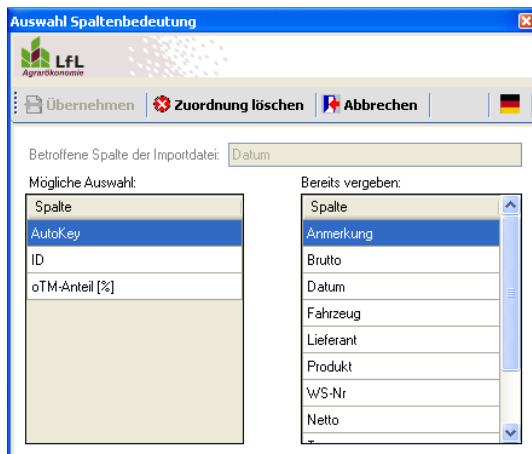 Auswahl Spaltenbedeutung
LfL
Agrarökonomie
Übernehmen Zuordnung löschen Abbrechen
Betroffene Spalte der Importdatei: Datum
Mögliche Auswahl:
Spalte
AutoKey
ID
oTM-Anteil [%]
Bereits vergeben:
Spalte
Anmerkung
Brutto
Datum
Fahrzeug
Lieferant
Produkt
WS-Nr
Netto